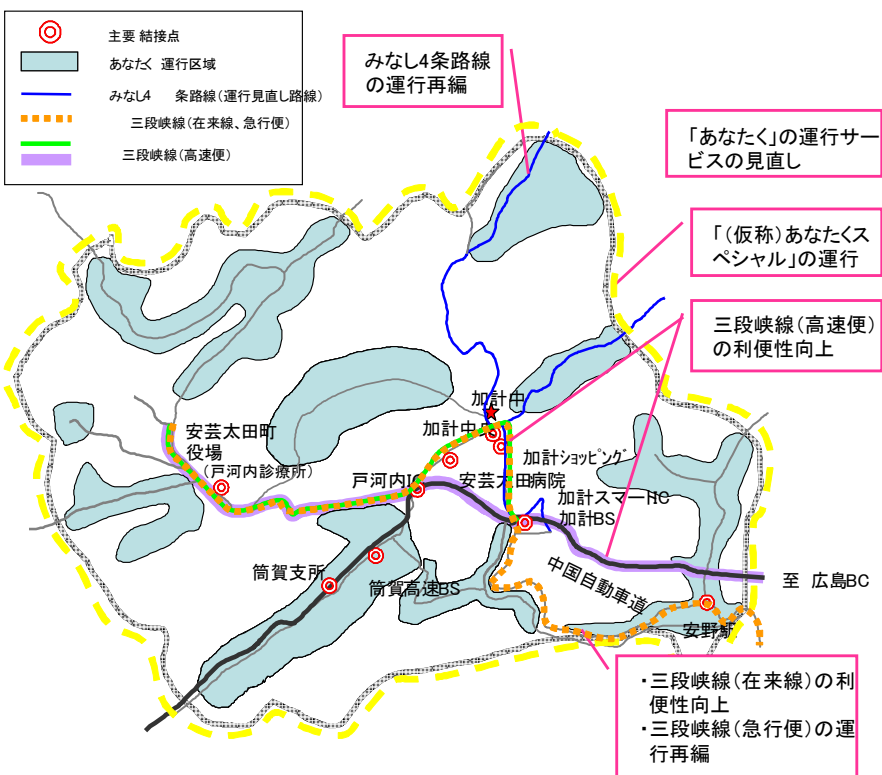 主要 結接点
あなたく 運行区域
みなし4 条路線(運行見直し路線)
三段峡線(在来線、急行便)
三段峡線(高速便)
みなし4条路線
の運行再編
「あなたく」の運行サー
ビスの見直し
「(仮称)あなたくス
ペシャル」の運行
三段峡線(高速便)
の利便性向上
加計中
加計中央
加計ショッピング
安芸太田町
役場
(戸河内診療所)
戸河内IC
安芸太田病院
加計スマートIC
加計BS
筒賀支所
筒賀高速BS
中国自動車道
至 広島BC
安野駅
・三段峡線(在来線)の利
便性向上
・三段峡線(急行便)の運
行再編